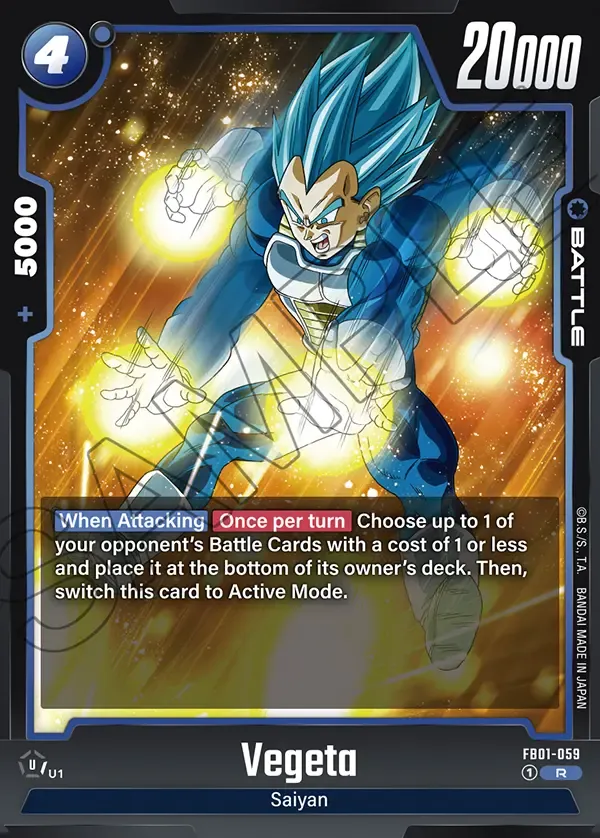 4
20000
+ 5000
BATTLE
SAMPLE
When Attacking Once per turn Choose up to 1 of
your opponent's Battle Cards with a cost of 1 or less
and place it at the bottom of its owner's deck. Then,
switch this card to Active Mode.
©B.S./S., T.A. BANDAI MADE IN JAPAN
U/U1
Vegeta
FB01-059
1 R
Saiyan